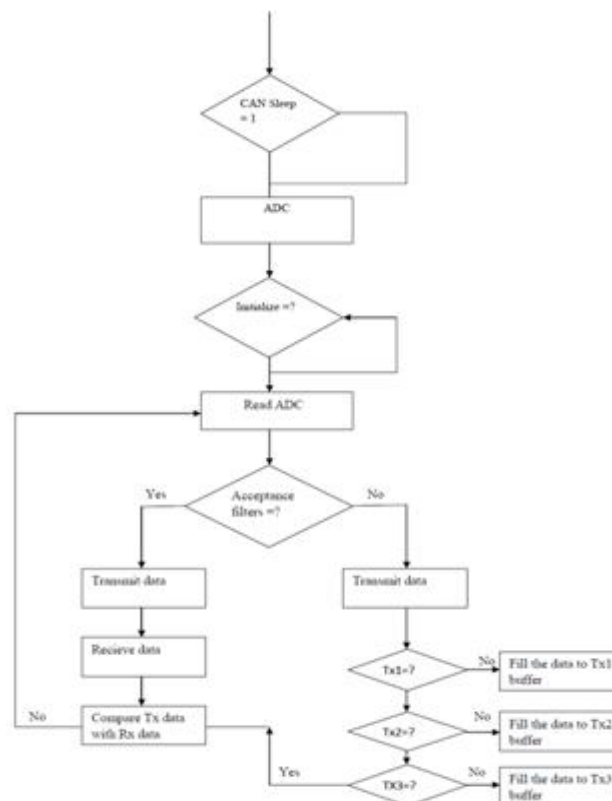 CAN Sleep
= 1
ADC
Initialize =?
Read ADC
Yes
Acceptance
filters =?
No
Transmit data
Transmit data
Recieve data
Tx1=?
No
Fill the data to Tx1
buffer
No
Compare Tx data
with Rx data
Tx2=?
No
Fill the data to Tx2
buffer
Yes
TX3=?
No
Fill the data to Tx3
buffer